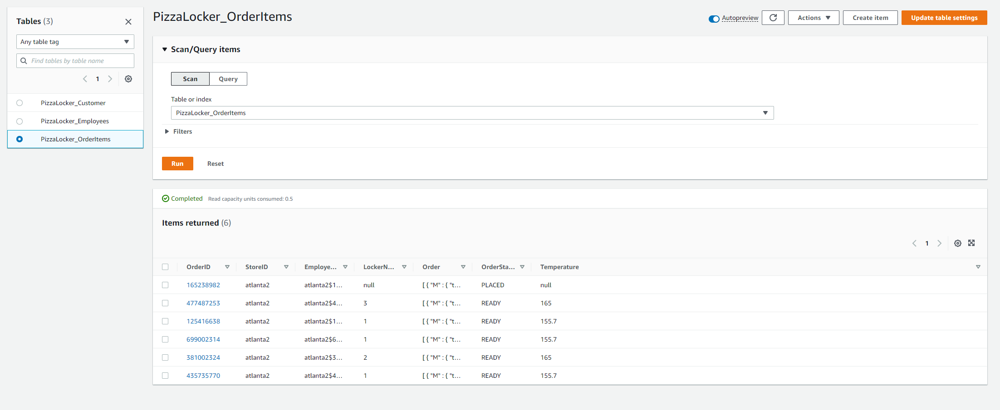 Tables (3)
Any table tag
Find tables by table name
1
PizzaLocker_Customer
PizzaLocker_Employees
PizzaLocker_OrderItems
PizzaLocker_OrderItems
Autopreview
Actions
Create item
Update table settings
Scan/Query items
Scan Query
Table or index
PizzaLocker_OrderItems
Filters
Run Reset
Completed Read capacity units consumed: 0.5
Items returned (6)
1
OrderID StoreID Employe... LockerN... Order OrderSta... Temperature
165238982 atlanta2 atlanta2$1... null [ { "M" : { "t... PLACED null
477487253 atlanta2 atlanta2$4... 3 [ { "M" : { "t... READY 165
125416638 atlanta2 atlanta2$1... 1 [ { "M" : { "t... READY 155.7
699002314 atlanta2 atlanta2$6... 1 [ { "M" : { "t... READY 155.7
381002324 atlanta2 atlanta2$3... 2 [ { "M" : { "t... READY 165
435735770 atlanta2 atlanta2$4... 1 [ { "M" : { "t... READY 155.7